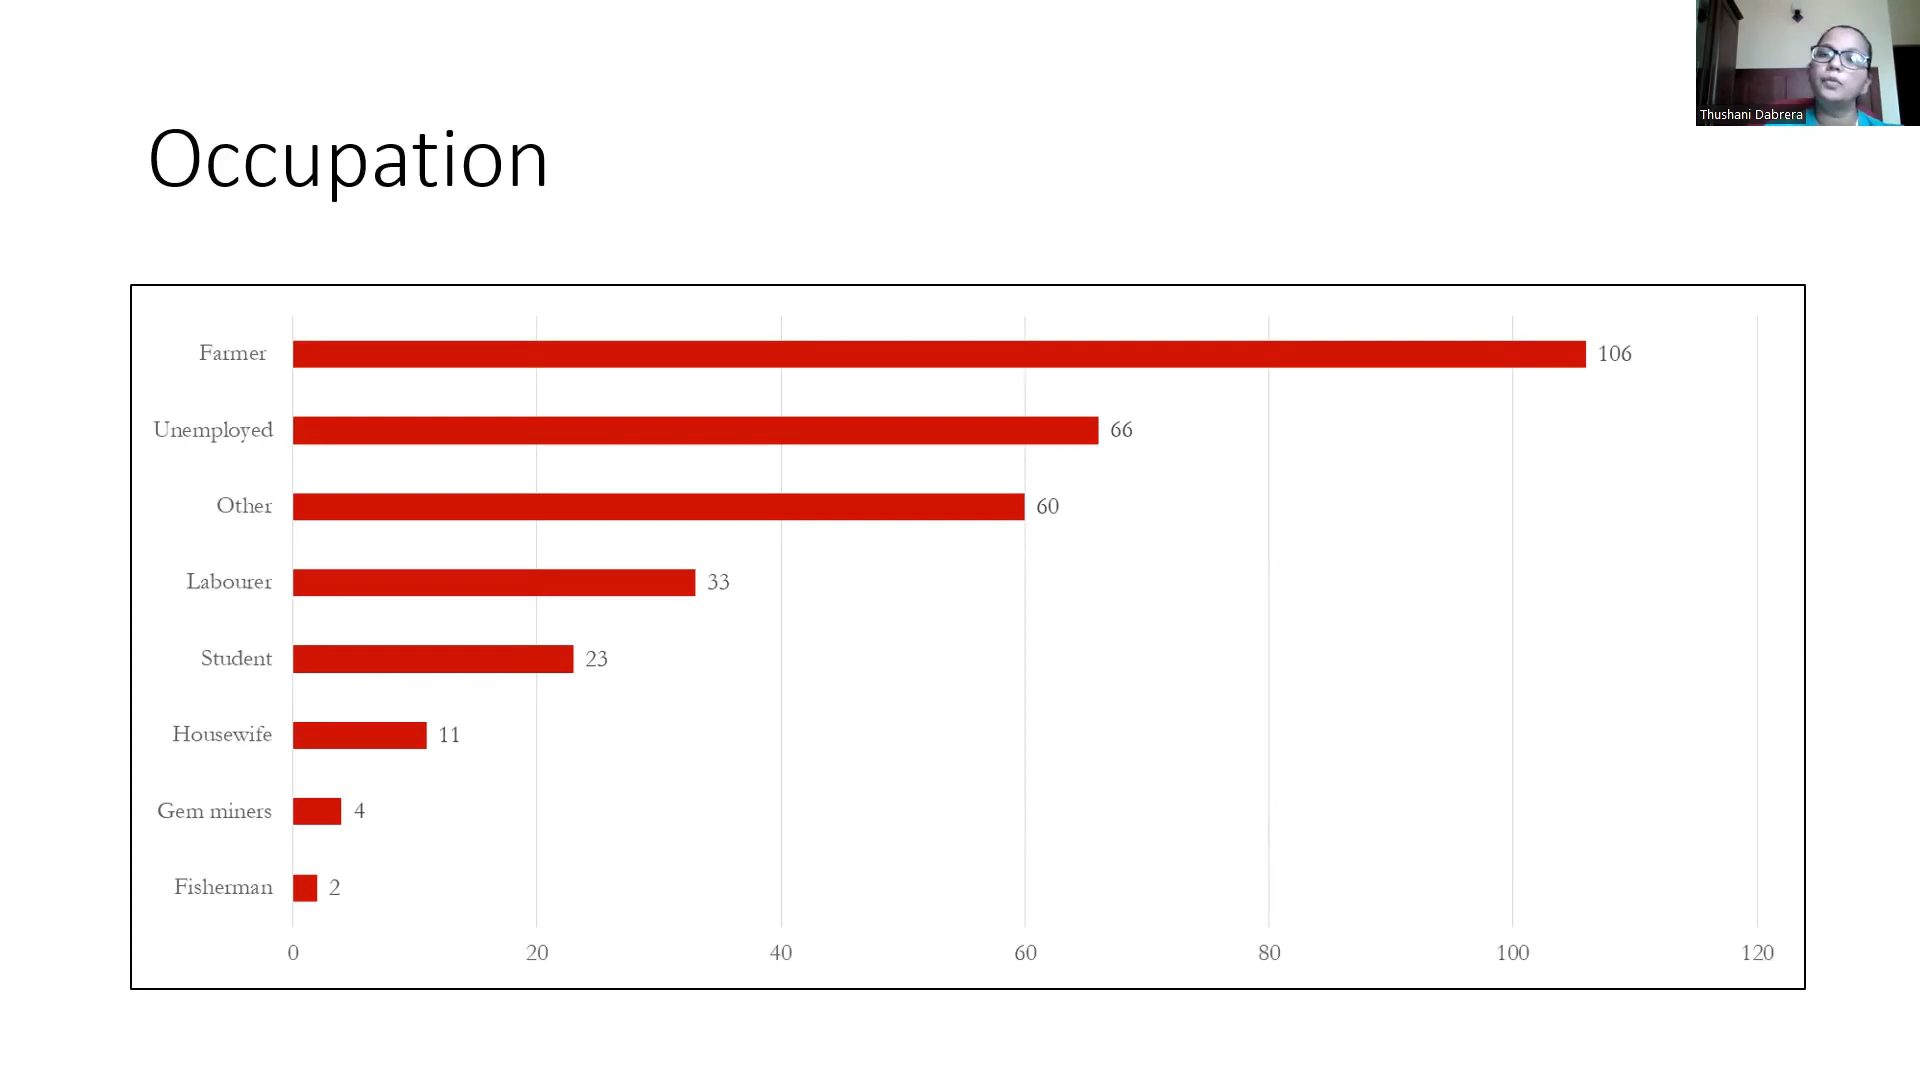 Thushani Dabrera
Occupation
Farmer 106
Unemployed 66
Other 60
Labourer 33
Student 23
Housewife 11
Gem miners 4
Fisherman 2
0 20 40 60 80 100 120